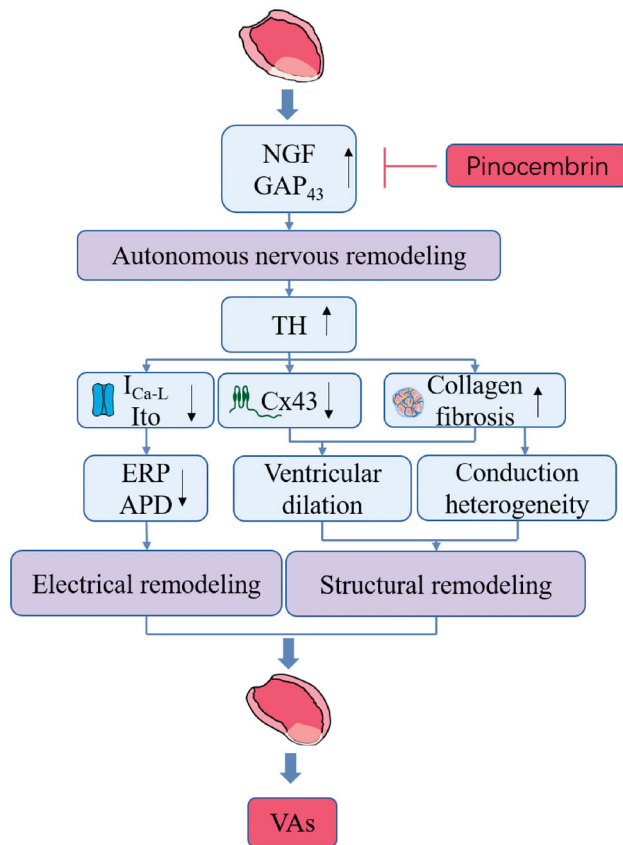 NGF
GAP43
Pinocembrin
Autonomous nervous remodeling
TH
ICa-L
Ito
Cx43
Collagen
fibrosis
ERP
APD
Ventricular
dilation
Conduction
heterogeneity
Electrical remodeling
Structural remodeling
VAs